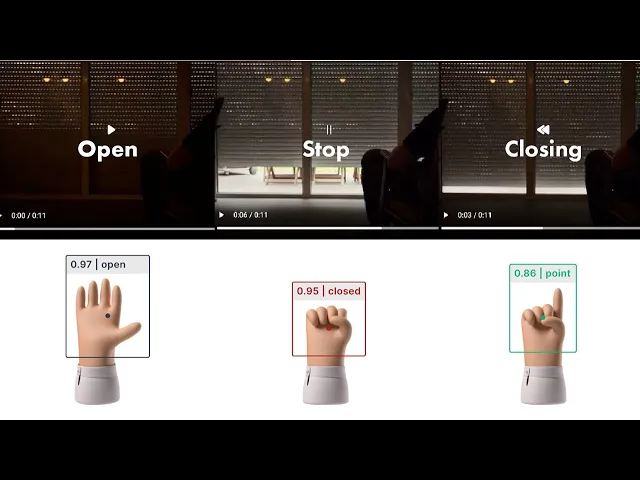 Open
Stop
Closing
0:00 / 0:11
0:06 / 0:11
0:03 / 0:11
0.97 | open
0.95 | closed
0.86 | point